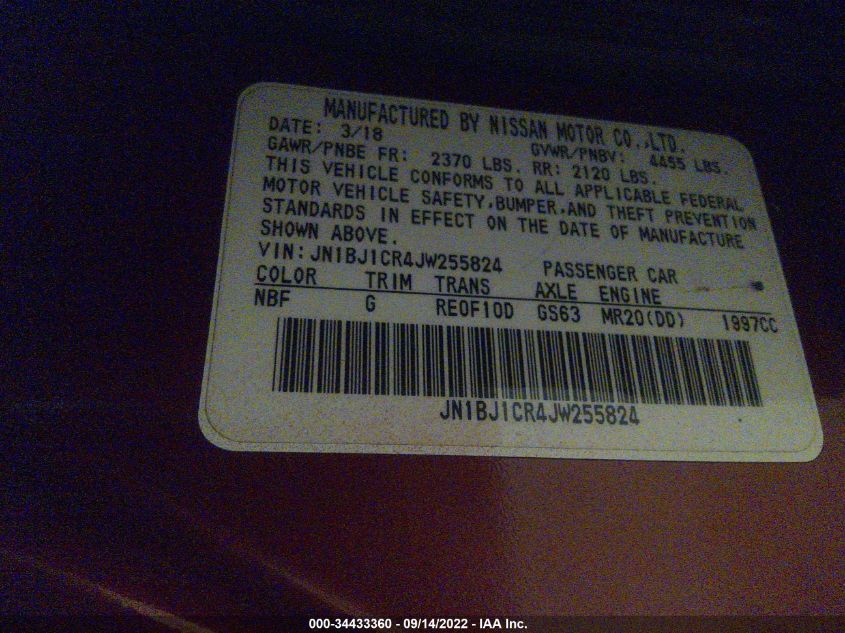 MANUFACTURED BY NISSAN MOTOR CO.,LTD.
DATE: 3/18 GVWR/PNBV: 4455 LBS.
GAWR/PNBE FR: 2370 LBS. RR: 2120 LBS.
THIS VEHICLE CONFORMS TO ALL APPLICABLE FEDERAL
MOTOR VEHICLE SAFETY,BUMPER,AND THEFT PREVENTION
STANDARDS IN EFFECT ON THE DATE OF MANUFACTURE
SHOWN ABOVE.
VIN:JN1BJ1CR4JW255824 PASSENGER CAR
COLOR TRIM TRANS AXLE ENGINE
NBF G RE0F10D GS63 MR20(DD) 1997CC
JN1BJ1CR4JW255824
000-34433360 - 09/14/2022 - IAA Inc.